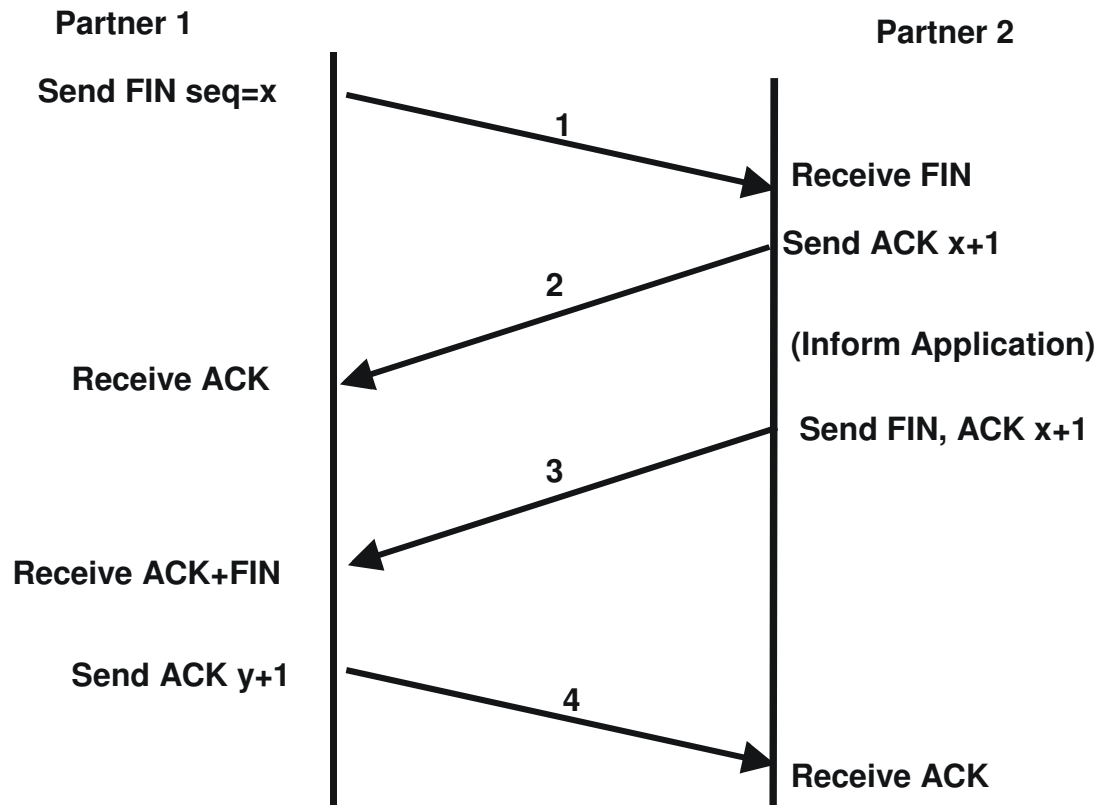 Partner 1
Partner 2
Send FIN seq=x
1
Receive FIN
Send ACK x+1
2
(Inform Application)
Receive ACK
Send FIN, ACK x+1
3
Receive ACK+FIN
Send ACK y+1
4
Receive ACK